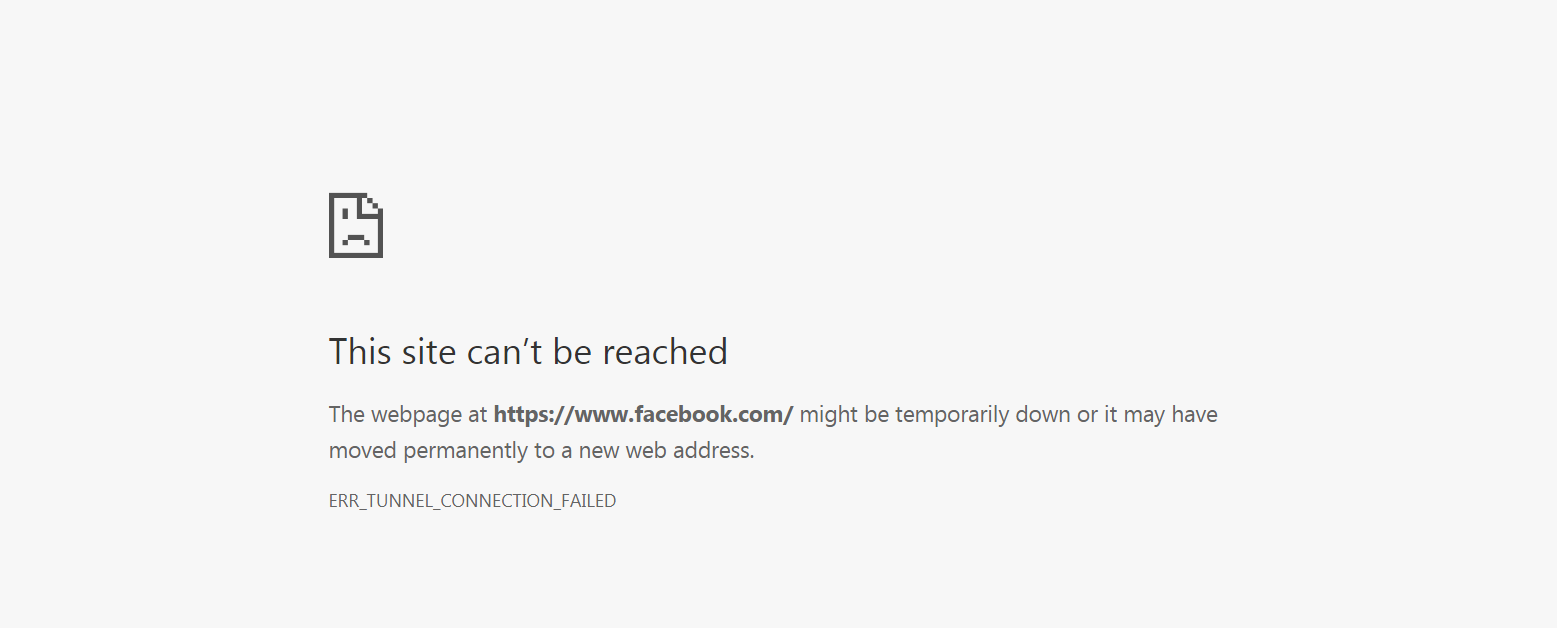 This site can’t be reached
The webpage at https://www.facebook.com/ might be temporarily down or it may have
moved permanently to a new web address.
ERR_TUNNEL_CONNECTION_FAILED